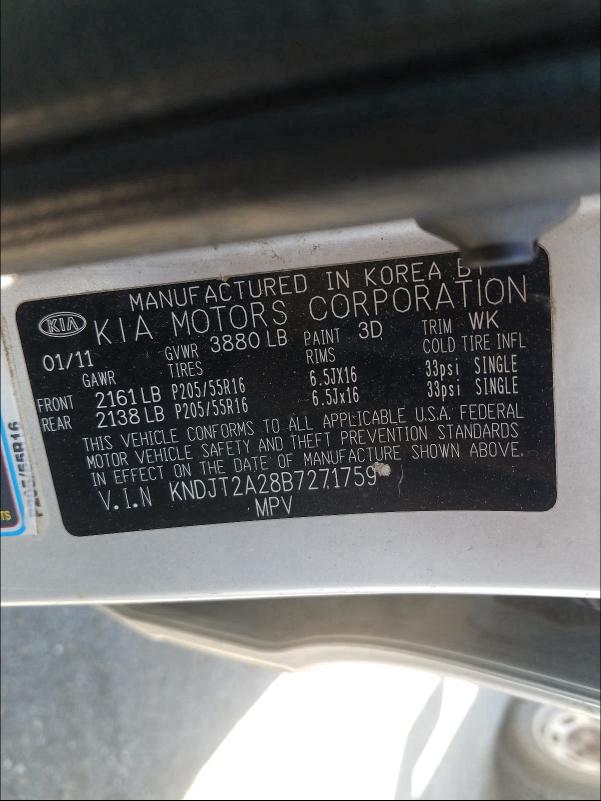 MANUFACTURED IN KOREA BY
KIA KIA MOTORS CORPORATION
01/11 GVWR 3880 LB PAINT 3D TRIM WK
GAWR TIRES RIMS COLD TIRE INFL
FRONT 2161 LB P205/55R16 6.5JX16 33psi SINGLE
REAR 2138 LB P205/55R16 6.5Jx16 33psi SINGLE
THIS VEHICLE CONFORMS TO ALL APPLICABLE U.S.A. FEDERAL
MOTOR VEHICLE SAFETY AND THEFT PREVENTION STANDARDS
IN EFFECT ON THE DATE OF MANUFACTURE SHOWN ABOVE.
V.I.N KNDJT2A28B7271759
MPV
P205/55R16